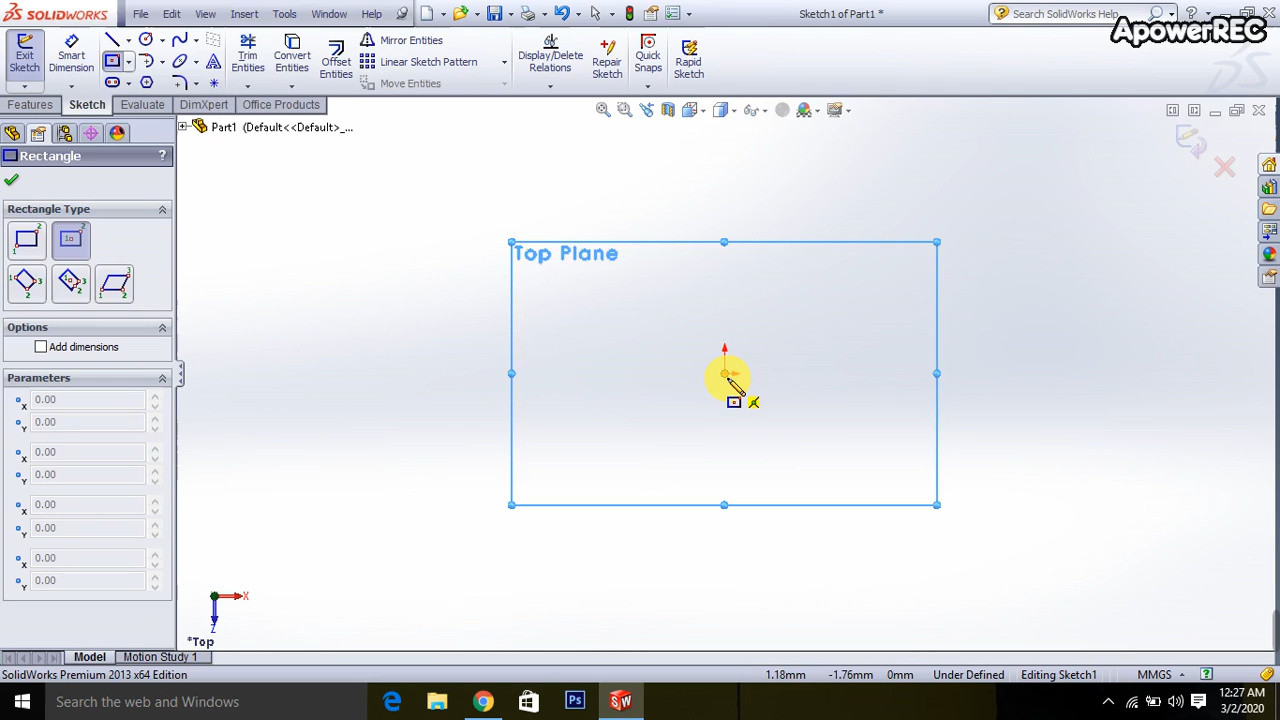 SOLIDWORKS File Edit View Insert Tools Window Help Sketch1 of Part1 * Search SolidWorks Help
ApowerREC
Exit Sketch
Smart Dimension
Trim Entities
Convert Entities
Offset Entities
Mirror Entities
Linear Sketch Pattern
Move Entities
Display/Delete Relations
Repair Sketch
Quick Snaps
Rapid Sketch
Features Sketch Evaluate DimXpert Office Products
Part1 (Default<<Default>_...
Rectangle ?
Rectangle Type
Options
Add dimensions
Parameters
X 0.00
Y 0.00
X 0.00
Y 0.00
X 0.00
Y 0.00
X 0.00
Y 0.00
Top Plane
X
Z
*Top
Model Motion Study 1
SolidWorks Premium 2013 x64 Edition 1.18mm -1.76mm 0mm Under Defined Editing Sketch1 MMGS
Search the web and Windows
12:27 AM
3/2/2020